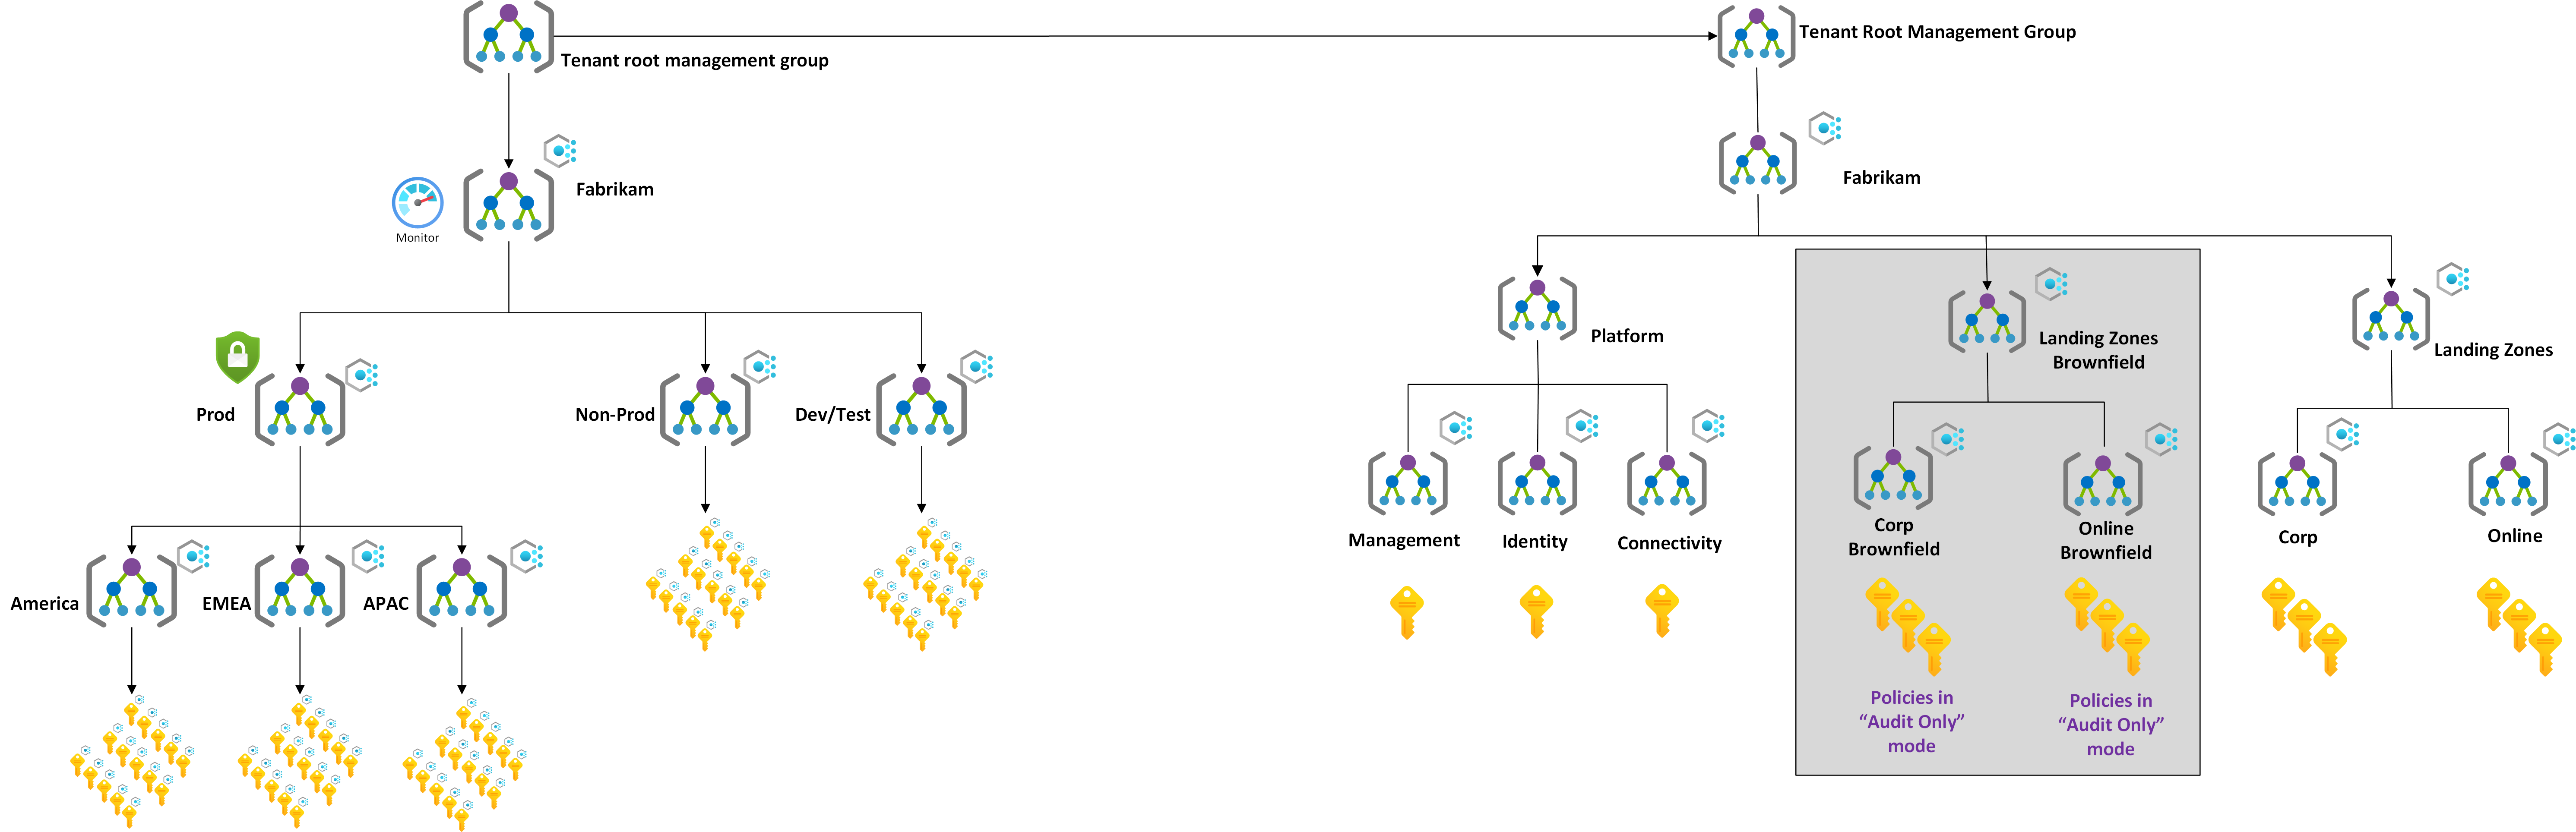 Tenant root management group
Tenant Root Management Group
Fabrikam
Monitor
Fabrikam
Prod
Non-Prod
Dev/Test
America
EMEA
APAC
Platform
Landing Zones
Brownfield
Landing Zones
Management
Identity
Connectivity
Corp
Brownfield
Online
Brownfield
Corp
Online
Policies in
“Audit Only”
mode
Policies in
“Audit Only”
mode